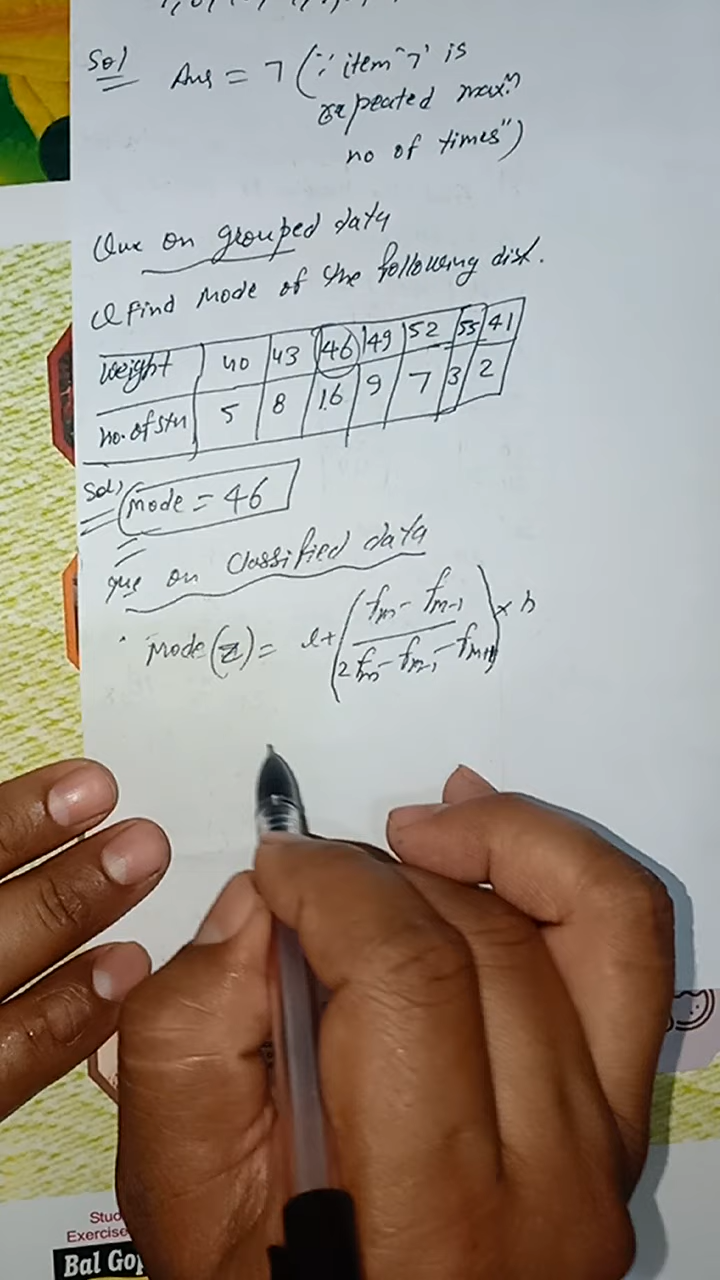 Sol Ans = 7 (∵ item "7" is
repeated max.m
no of times")
Que on grouped data
Q Find Mode of the following dist.
weight 40 43 46 49 52 55 41
no. of stu 5 8 16 9 7 3 2
Sol) Mode = 46
que on Classified data
Mode (Z) = l + (fm - fm-1 / 2fm - fm-1 - fm+1) × h
Stud
Exercise
Bal Gop